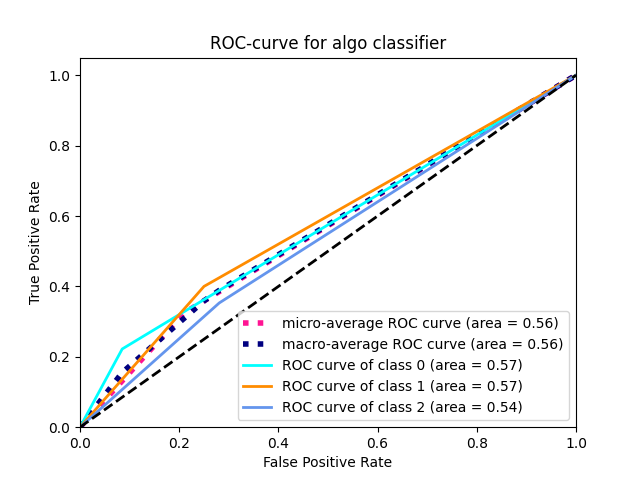 ROC-curve for algo classifier
True Positive Rate
1.0
0.8
0.6
0.4
0.2
0.0
micro-average ROC curve (area = 0.56)
macro-average ROC curve (area = 0.56)
ROC curve of class 0 (area = 0.57)
ROC curve of class 1 (area = 0.57)
ROC curve of class 2 (area = 0.54)
0.0 0.2 0.4 0.6 0.8 1.0
False Positive Rate